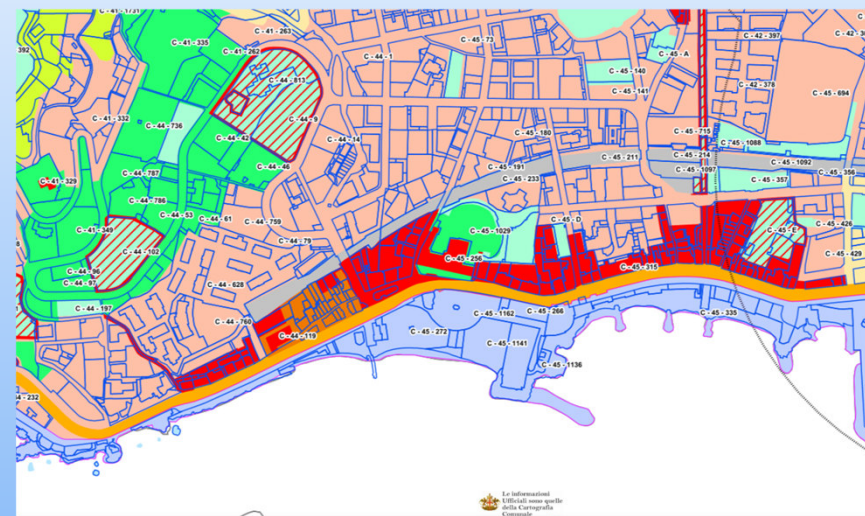 C - 41 - 1731
C - 41 - 263
C - 41 - 335
C - 45 - 73
C - 42 - 397
392
C - 41 - 262
C - 44 - 1
C - 45 - A
C - 44 - 813
C - 45 - 140
C - 42 - 378
C - 45 - 141
C - 45 - 694
C - 41 - 332
C - 44 - 9
C - 44 - 736
C - 44 - 14
C - 45 - 180
C - 45 - 715
C - 44 - 42
C - 45 - 1088
C - 45 - 211
C - 45 - 214
C - 44 - 46
C - 45 - 191
C - 45 - 1092
C - 44 - 787
C - 45 - 1097
C - 45 - 356
C - 41 - 329
C - 45 - 233
C - 45 - 357
C - 44 - 786
C - 44 - 53
C - 44 - 61
C - 45 - D
C - 44 - 759
C - 45 - 426
C - 41 - 349
C - 45 - 1029
C - 45 - E
C - 44 - 79
C - 44 - 102
C - 45 - 256
C - 45 - 429
C - 44 - 96
C - 45 - 315
C - 44 - 97
C - 44 - 628
C - 44 - 197
C - 45 - 1162
C - 45 - 266
C - 45 - 335
C - 44 - 760
C - 45 - 272
C - 44 - 119
C - 45 - 1141
C - 45 - 1136
44 - 232
Le informazioni
Ufficiali sono quelle
della Cartografia
Comunale